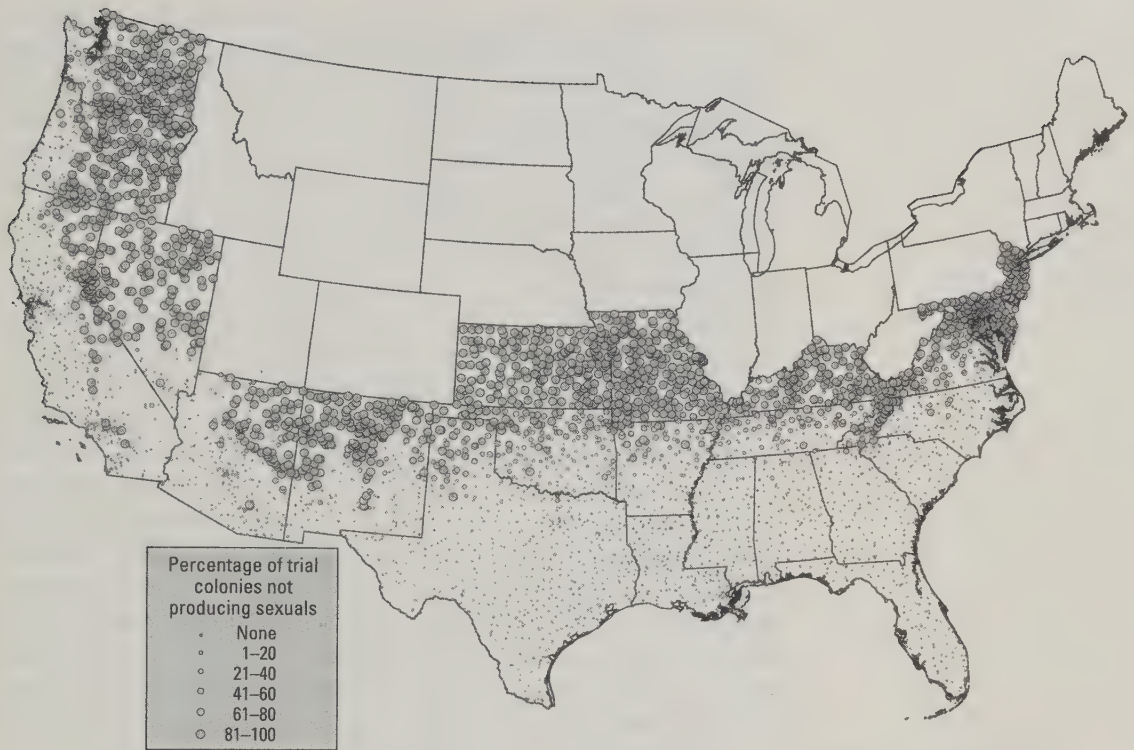 Percentage of trial
colonies not
producing sexuals
None
1–20
21–40
41–60
61–80
81–100